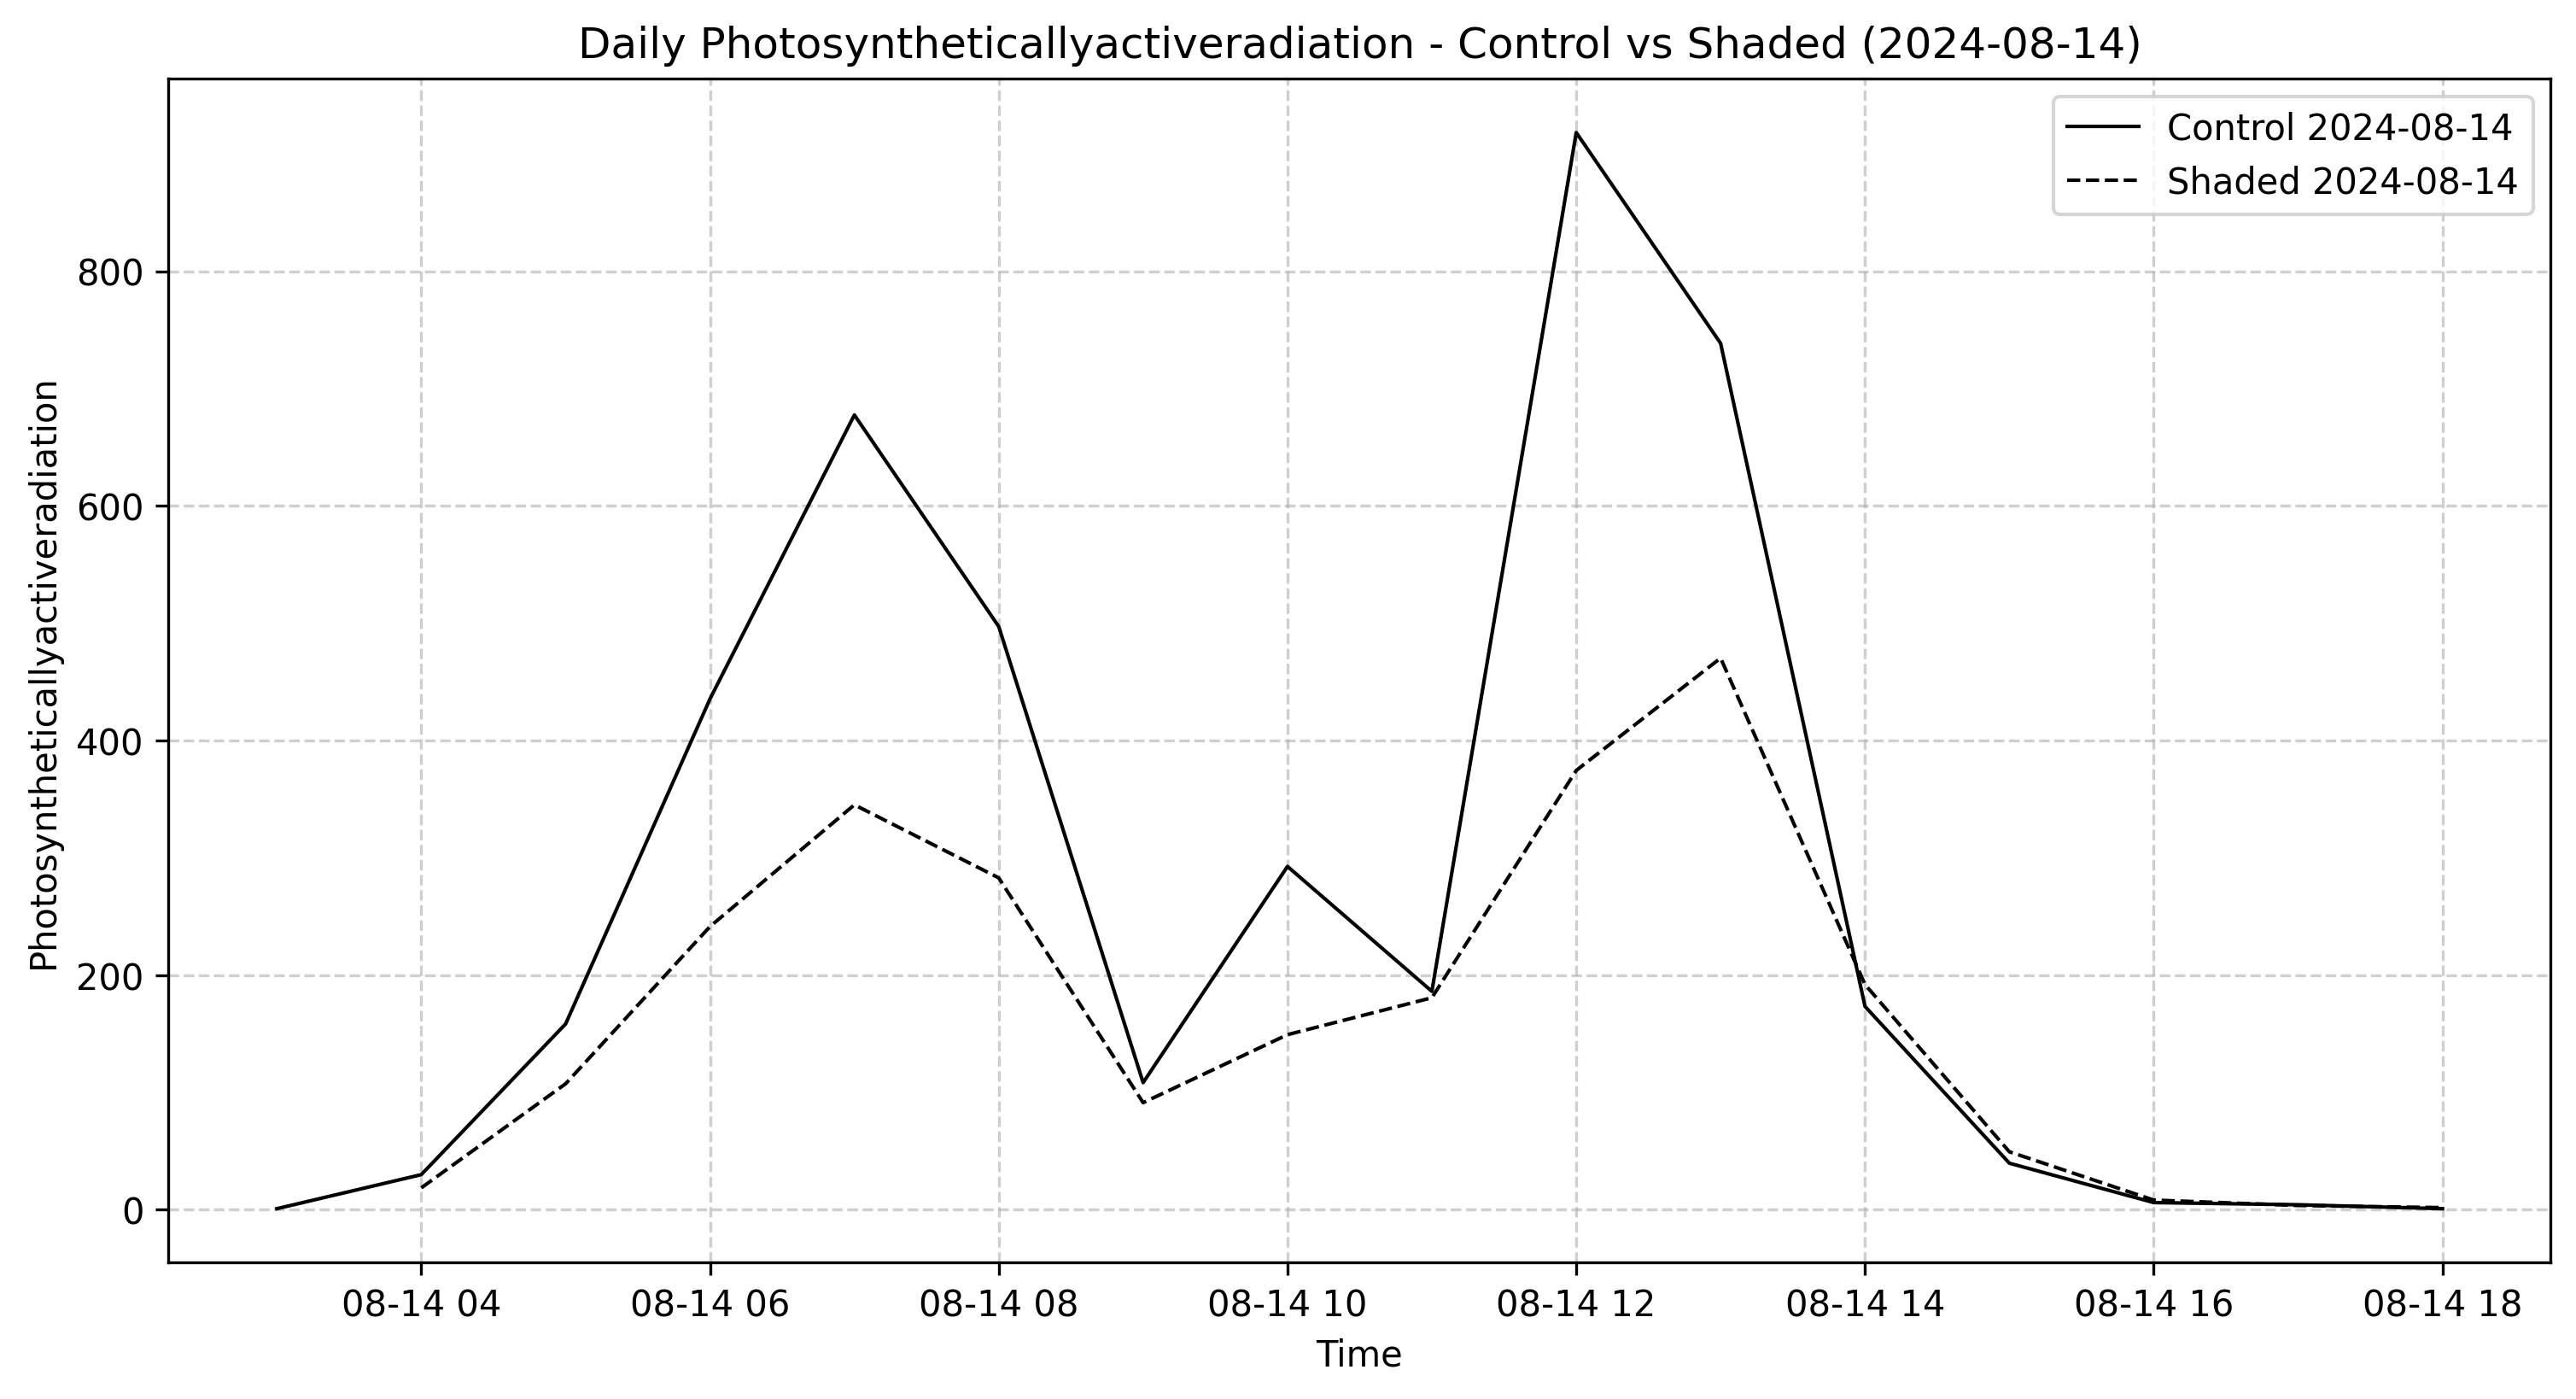 Daily Photosyntheticallyactiveradiation - Control vs Shaded (2024-08-14)
Control 2024-08-14
Shaded 2024-08-14
Photosyntheticallyactiveradiation
800
600
400
200
0
08-14 04
08-14 06
08-14 08
08-14 10
08-14 12
08-14 14
08-14 16
08-14 18
Time